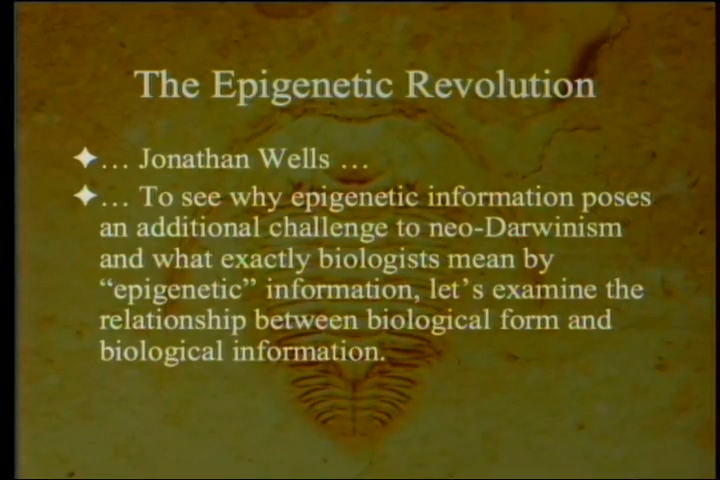 The Epigenetic Revolution
… Jonathan Wells …
… To see why epigenetic information poses
an additional challenge to neo-Darwinism
and what exactly biologists mean by
“epigenetic” information, let’s examine the
relationship between biological form and
biological information.